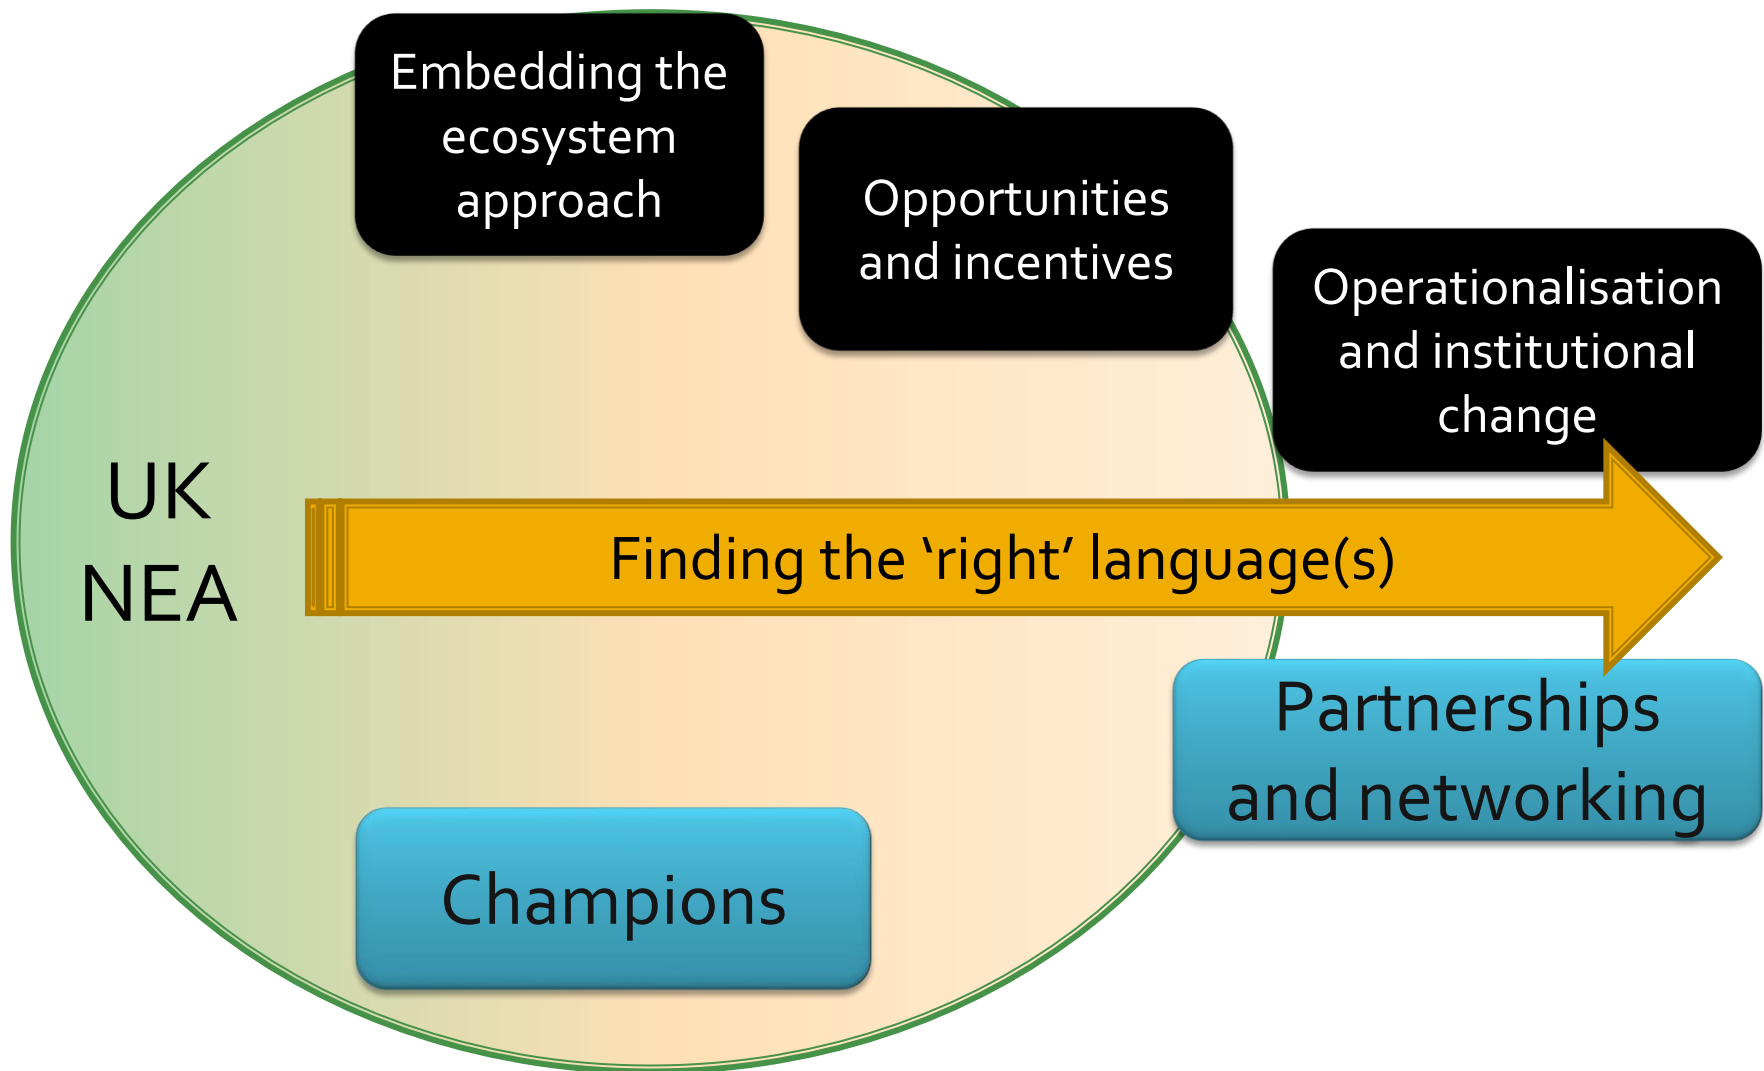 Embedding the
ecosystem
approach
Opportunities
and incentives
Operationalisation
and institutional
change
UK
NEA
Finding the ‘right’ language(s)
Partnerships
and networking
Champions